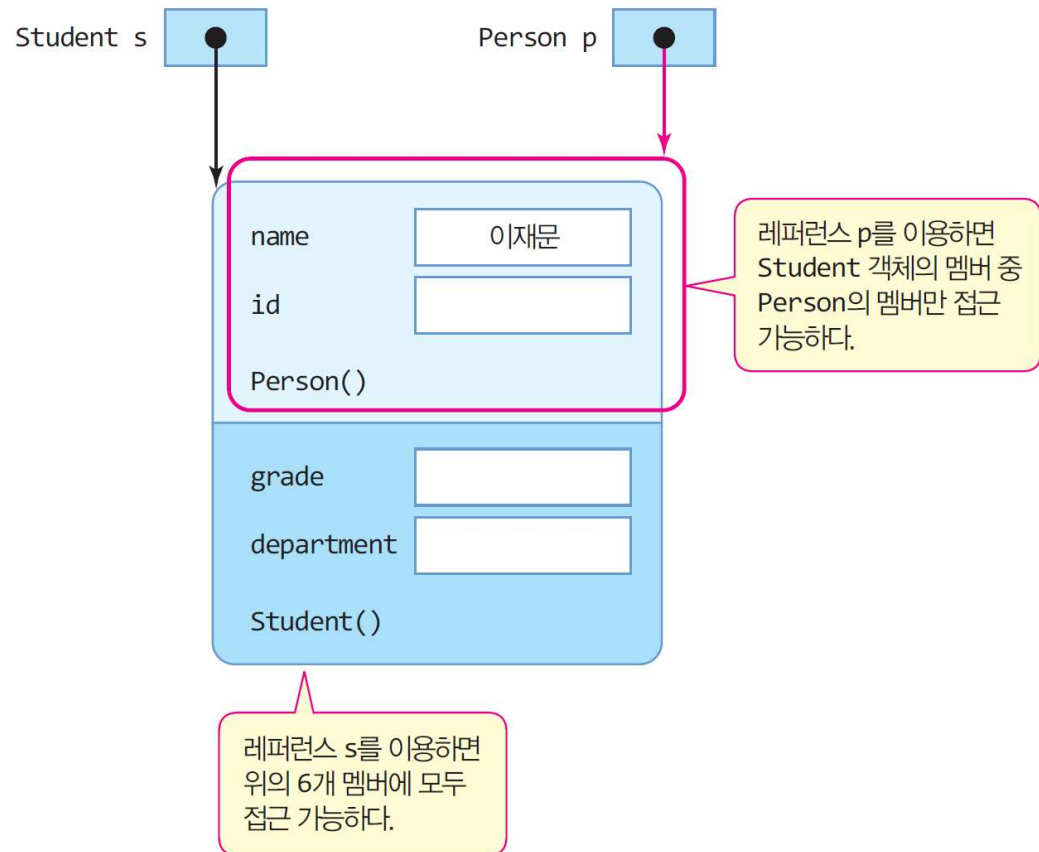 Student s
Person p
name
이재문
id
Person()
레퍼런스 p를 이용하면
Student 객체의 멤버 중
Person의 멤버만 접근
가능하다.
grade
department
Student()
레퍼런스 s를 이용하면
위의 6개 멤버에 모두
접근 가능하다.